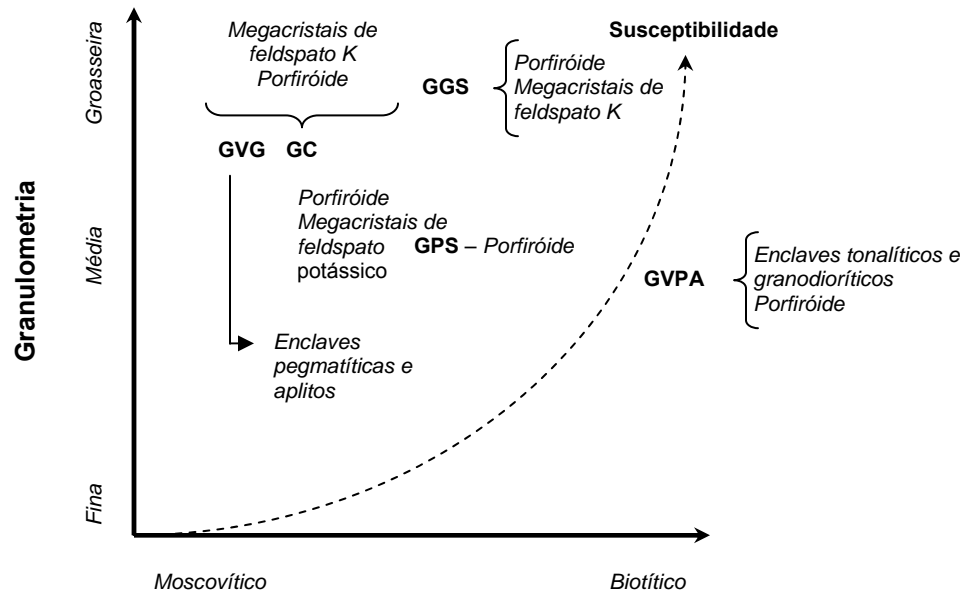 Megacristais de
feldspato K
Porfiróide
Susceptibilidade
GGS
Porfiróide
Megacristais de
feldspato K
GVG GC
Porfiróide
Megacristais de
feldspato
potássico
GPS – Porfiróide
GVPA
Enclaves tonalíticos e
granodioríticos
Porfiróide
Enclaves
pegmatíticas e
aplitos
Granulometria
Groasseira
Média
Fina
Moscovítico
Biotítico